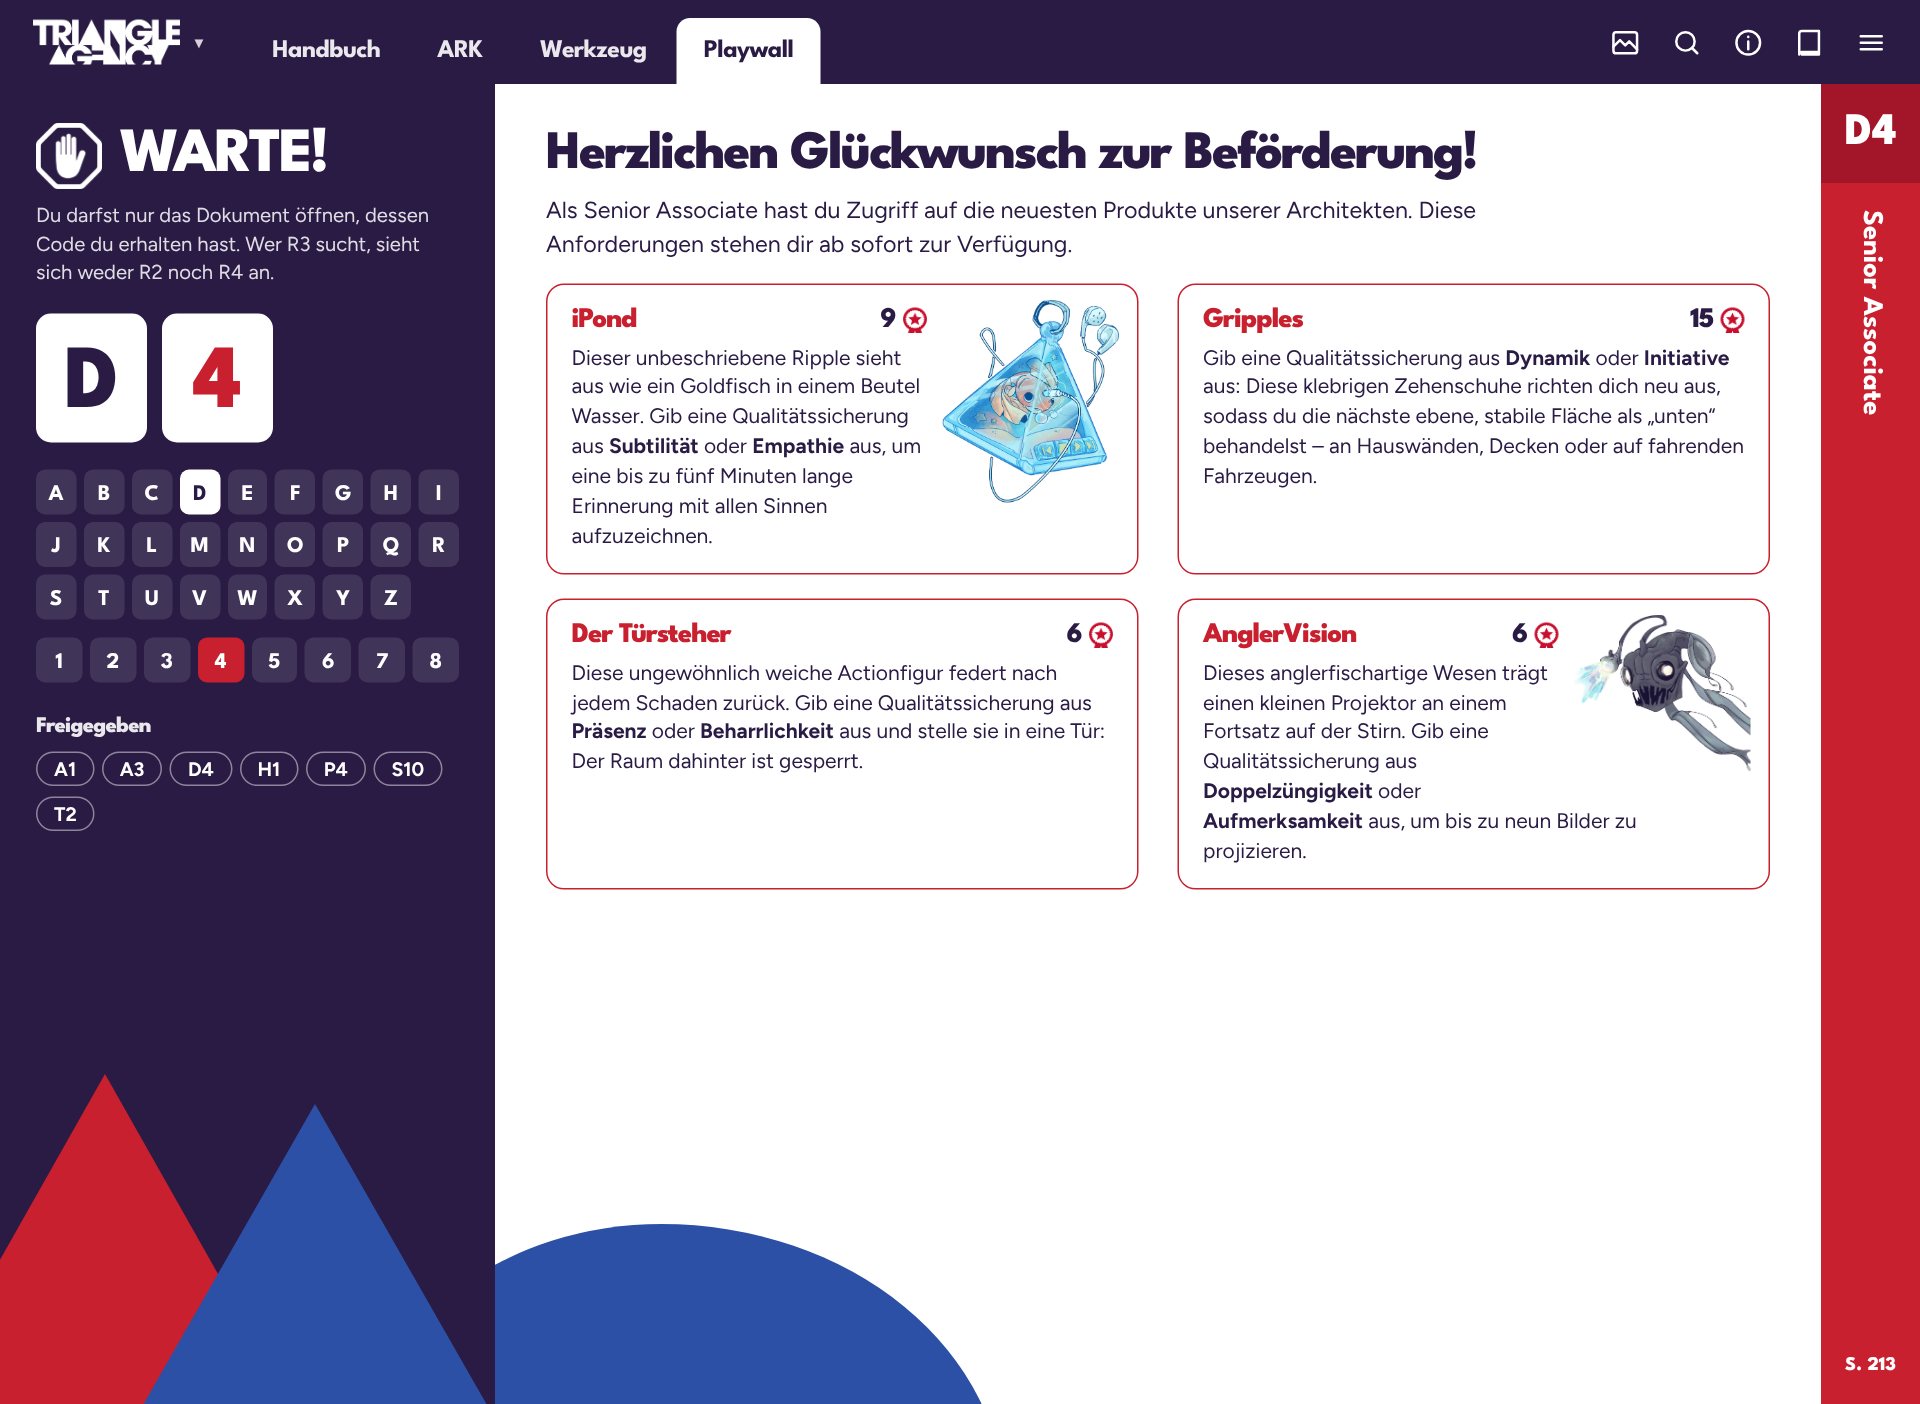 TRIANGLE
AGENCY
Handbuch
ARK
Werkzeug
Playwall
WARTE!
Du darfst nur das Dokument öffnen, dessen
Code du erhalten hast. Wer R3 sucht, sieht
sich weder R2 noch R4 an.
D 4
A B C D E F G H I
J K L M N O P Q R
S T U V W X Y Z
1 2 3 4 5 6 7 8
Freigegeben
A1 A3 D4 H1 P4 S10
T2
Herzlichen Glückwunsch zur Beförderung!
Als Senior Associate hast du Zugriff auf die neuesten Produkte unserer Architekten. Diese
Anforderungen stehen dir ab sofort zur Verfügung.
iPond 9
Dieser unbeschriebene Ripple sieht
aus wie ein Goldfisch in einem Beutel
Wasser. Gib eine Qualitätssicherung
aus Subtilität oder Empathie aus, um
eine bis zu fünf Minuten lange
Erinnerung mit allen Sinnen
aufzuzeichnen.
Gripples 15
Gib eine Qualitätssicherung aus Dynamik oder Initiative
aus: Diese klebrigen Zehenschuhe richten dich neu aus,
sodass du die nächste ebene, stabile Fläche als „unten“
behandelst – an Hauswänden, Decken oder auf fahrenden
Fahrzeugen.
Der Türsteher 6
Diese ungewöhnlich weiche Actionfigur federt nach
jedem Schaden zurück. Gib eine Qualitätssicherung aus
Präsenz oder Beharrlichkeit aus und stelle sie in eine Tür:
Der Raum dahinter ist gesperrt.
AnglerVision 6
Dieses anglerfischartige Wesen trägt
einen kleinen Projektor an einem
Fortsatz auf der Stirn. Gib eine
Qualitätssicherung aus
Doppelzüngigkeit oder
Aufmerksamkeit aus, um bis zu neun Bilder zu
projizieren.
D4
Senior Associate
S. 213